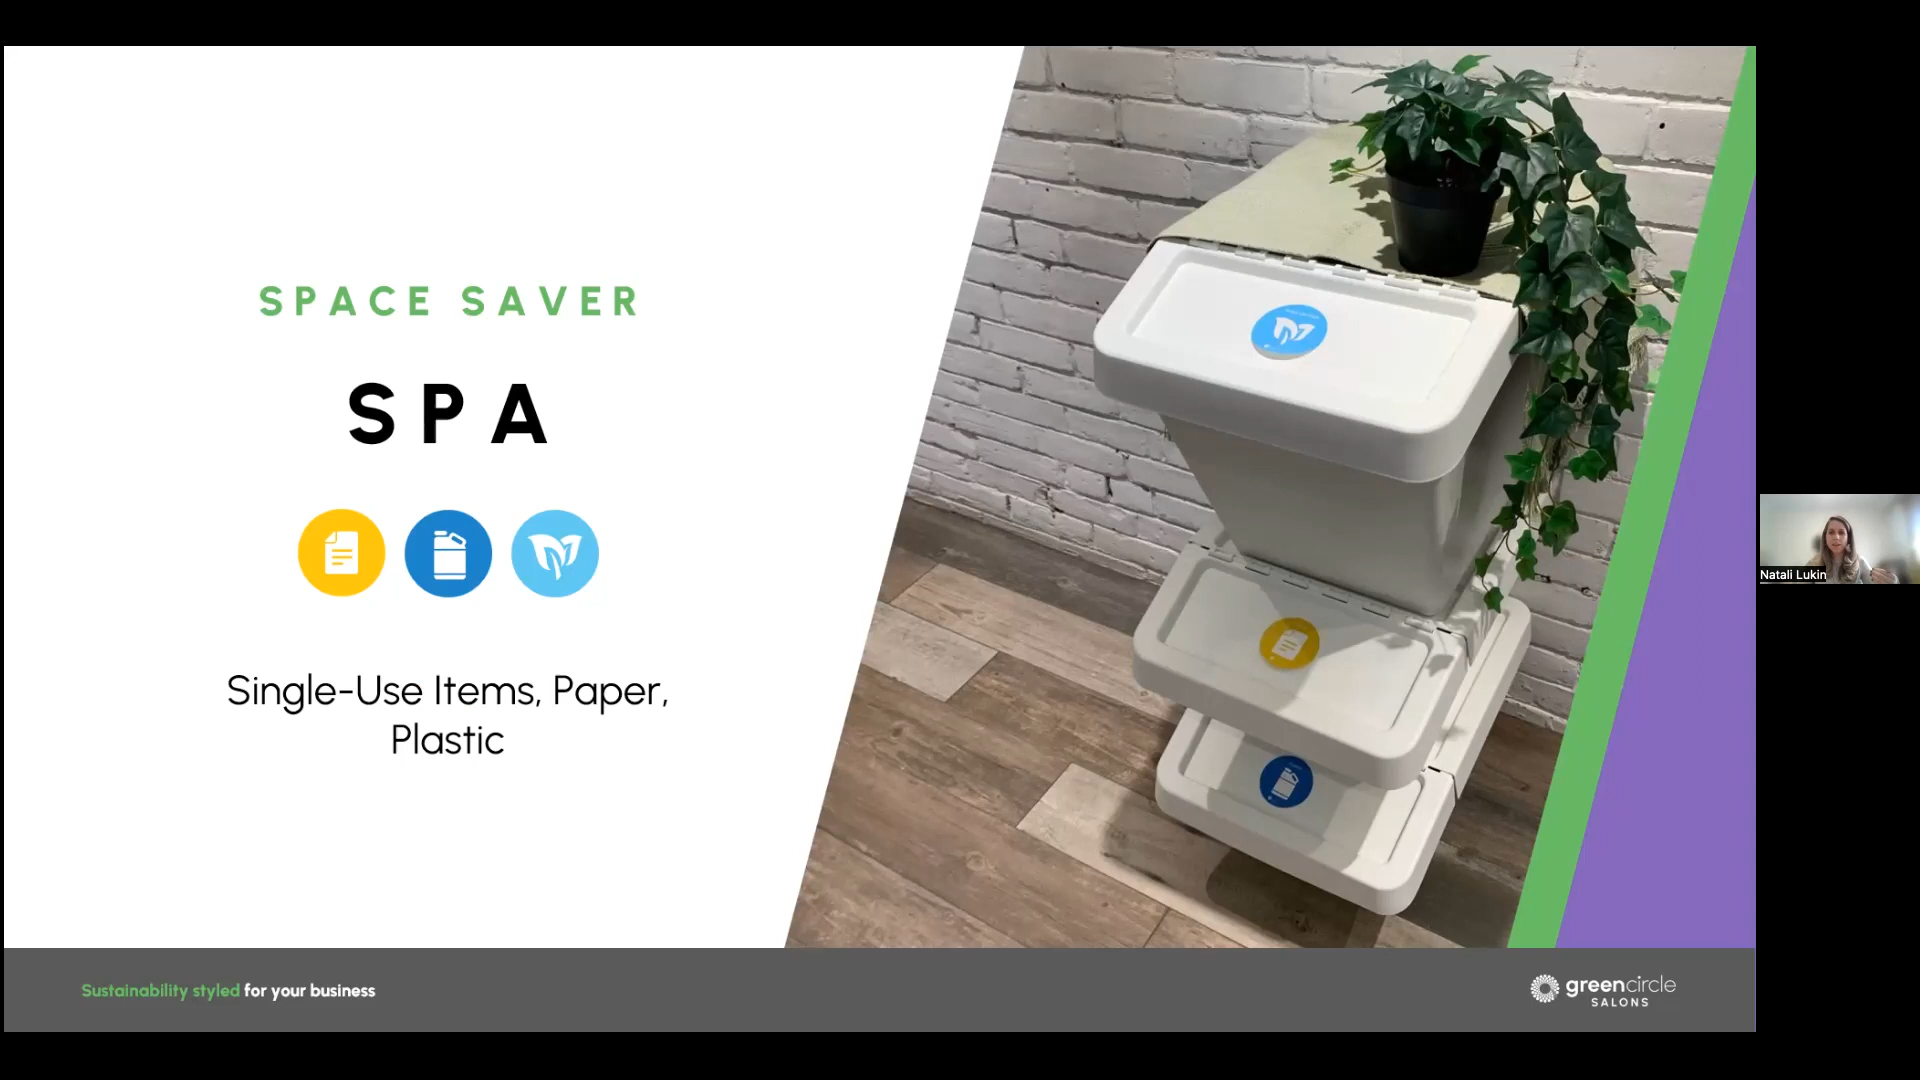 SPACE SAVER
SPA
Single-Use Items, Paper,
Plastic
Natali Lukin
Sustainability styled for your business
greencircle
SALONS